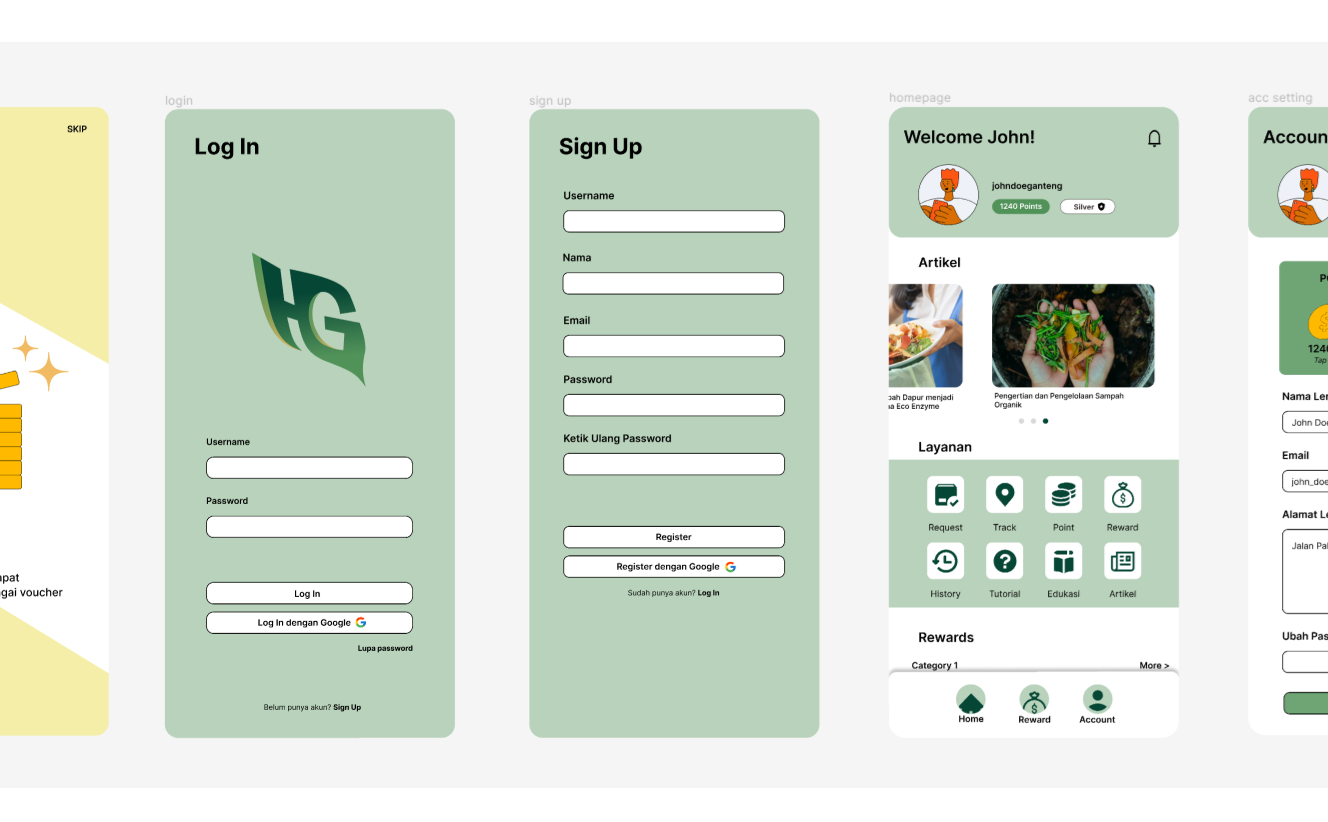 SKIP
apat
gai voucher
login
Log In
HG
Username
Password
Log In
Log In dengan Google
Lupa password
Belum punya akun? Sign Up
sign up
Sign Up
Username
Nama
Email
Password
Ketik Ulang Password
Register
Register dengan Google
Sudah punya akun? Log In
homepage
Welcome John!
johndoeganteng
1240 Points
Silver
Artikel
pah Dapur menjadi
a Eco Enzyme
Pengertian dan Pengelolaan Sampah
Organik
Layanan
Request
Track
Point
Reward
History
Tutorial
Edukasi
Artikel
Rewards
Category 1
More >
Home
Reward
Account
acc setting
Accoun
P
1240
Tap
Nama Le
John Do
Email
john_doe
Alamat Le
Jalan Pal
Ubah Pas